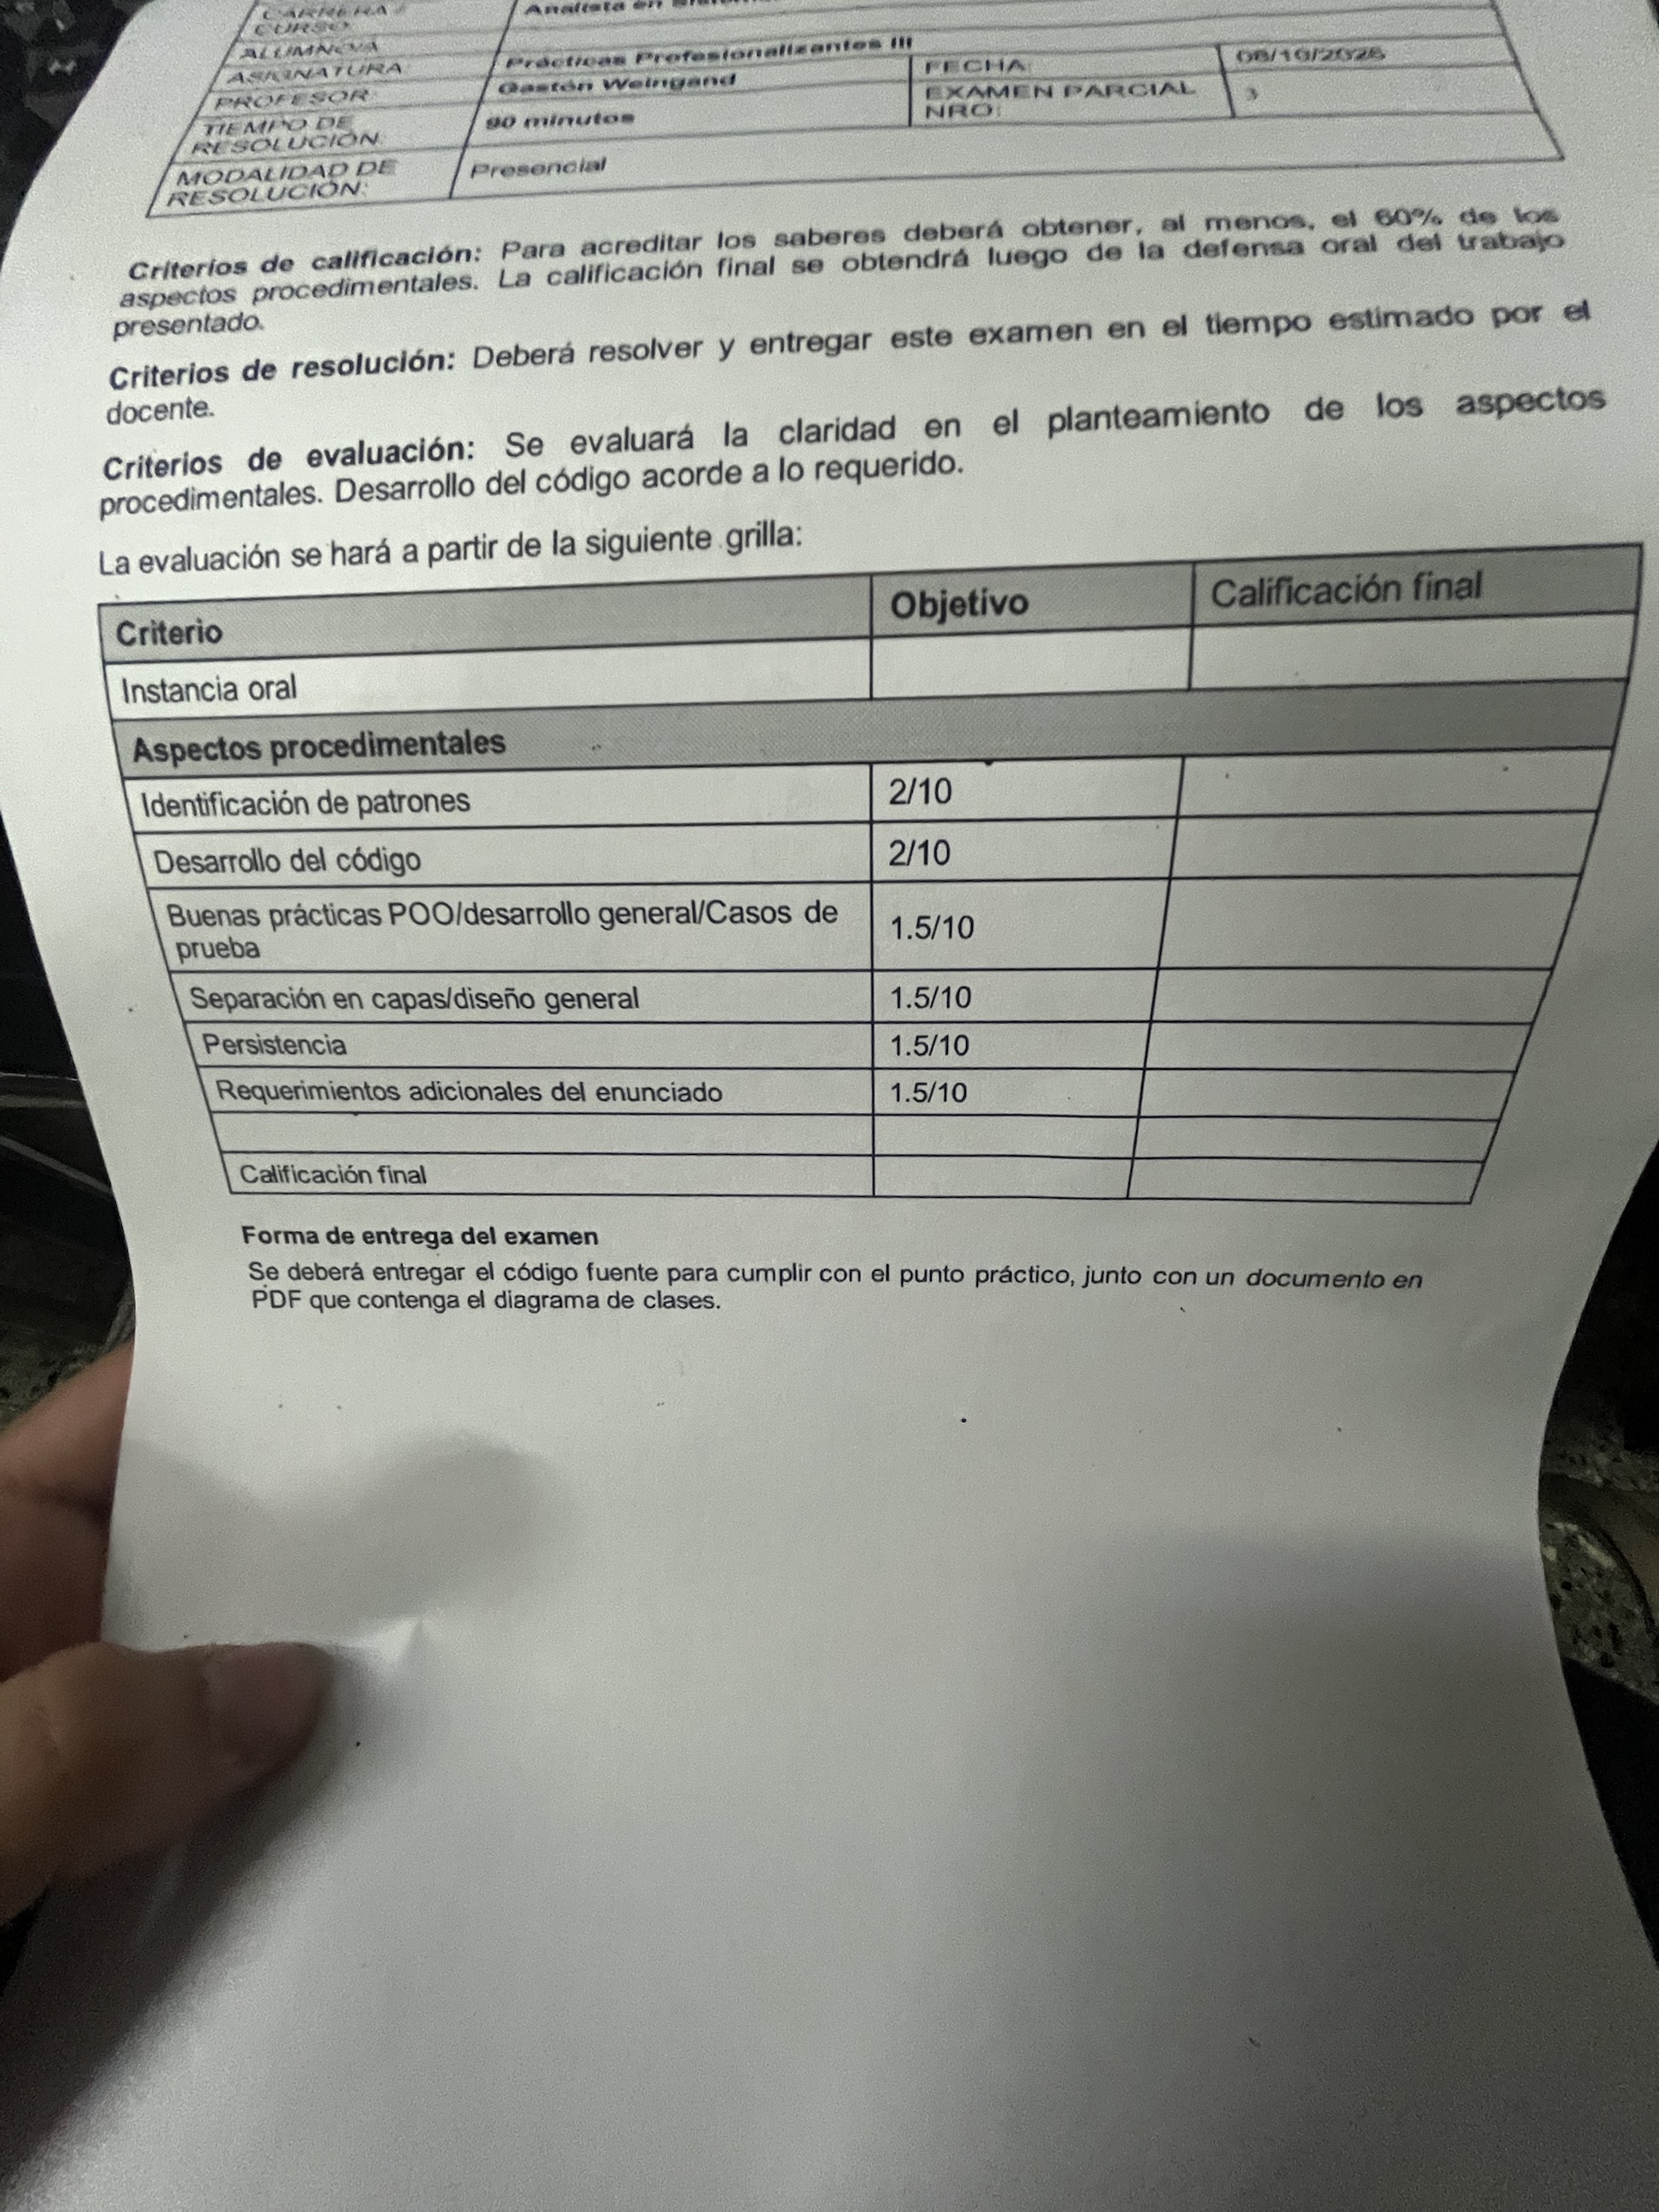 CARRERA /
CURSO: Analista en
ALUMNO/A
ASIGNATURA: Prácticas Profesionalizantes III
PROFESOR: Gastón Weingand FECHA: 08/10/2025
TIEMPO DE RESOLUCIÓN: 90 minutos EXAMEN PARCIAL NRO: 3
MODALIDAD DE RESOLUCIÓN: Presencial
Criterios de calificación: Para acreditar los saberes deberá obtener, al menos, el 60% de los
aspectos procedimentales. La calificación final se obtendrá luego de la defensa oral del trabajo
presentado.
Criterios de resolución: Deberá resolver y entregar este examen en el tiempo estimado por el
docente.
Criterios de evaluación: Se evaluará la claridad en el planteamiento de los aspectos
procedimentales. Desarrollo del código acorde a lo requerido.
La evaluación se hará a partir de la siguiente grilla:
Criterio Objetivo Calificación final
Instancia oral
Aspectos procedimentales
Identificación de patrones 2/10
Desarrollo del código 2/10
Buenas prácticas POO/desarrollo general/Casos de
prueba 1.5/10
Separación en capas/diseño general 1.5/10
Persistencia 1.5/10
Requerimientos adicionales del enunciado 1.5/10
Calificación final
Forma de entrega del examen
Se deberá entregar el código fuente para cumplir con el punto práctico, junto con un documento en
PDF que contenga el diagrama de clases.